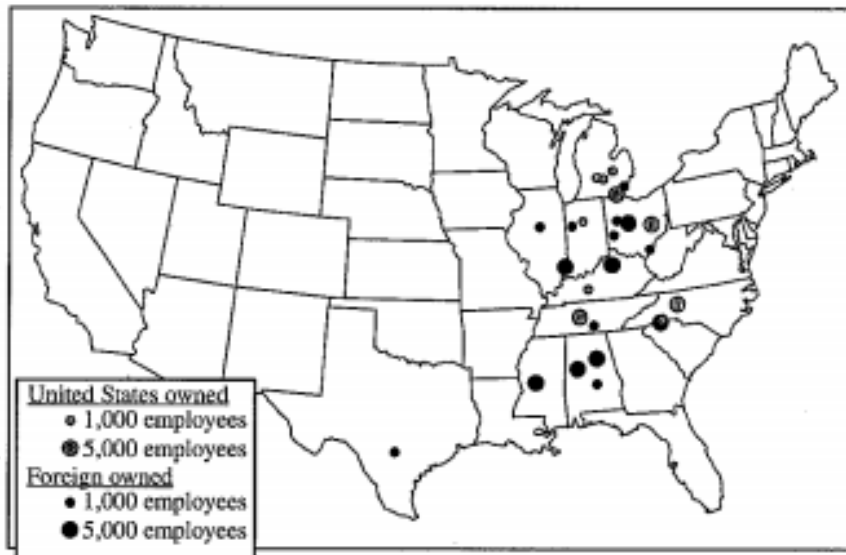 United States owned
1,000 employees
5,000 employees
Foreign owned
1,000 employees
5,000 employees